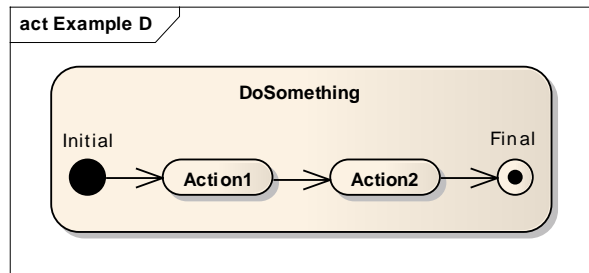 act Example D
DoSomething
Initial
Final
Action1
Action2